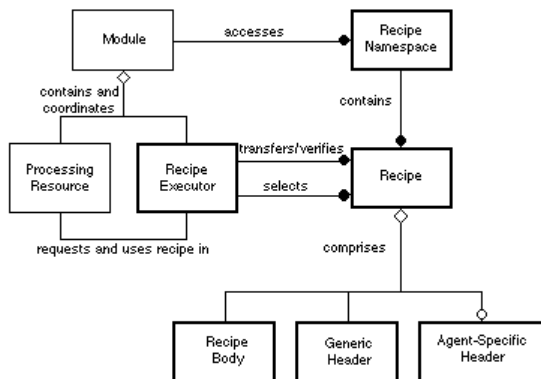 Module
accesses
Recipe
Namespace
contains and
coordinates
contains
Processing
Resource
Recipe
Executor
transfers/verifies
selects
Recipe
requests and uses recipe in
comprises
Recipe
Body
Generic
Header
Agent-Specific
Header